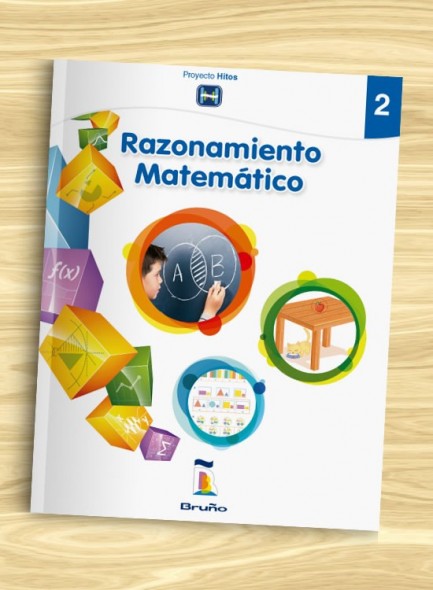 Proyecto Hitos
2
Razonamiento
Matemático
A
B
f(x)
Σ
B
Bruño